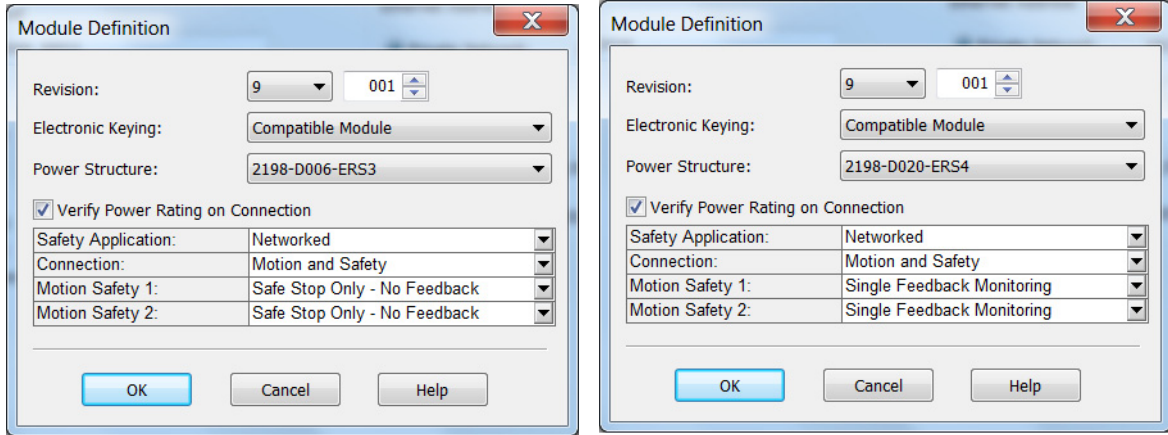 Module Definition
Revision: 9 001
Electronic Keying: Compatible Module
Power Structure: 2198-D006-ERS3
Verify Power Rating on Connection
Safety Application: Networked
Connection: Motion and Safety
Motion Safety 1: Safe Stop Only - No Feedback
Motion Safety 2: Safe Stop Only - No Feedback
OK Cancel Help
Module Definition
Revision: 9 001
Electronic Keying: Compatible Module
Power Structure: 2198-D020-ERS4
Verify Power Rating on Connection
Safety Application: Networked
Connection: Motion and Safety
Motion Safety 1: Single Feedback Monitoring
Motion Safety 2: Single Feedback Monitoring
OK Cancel Help